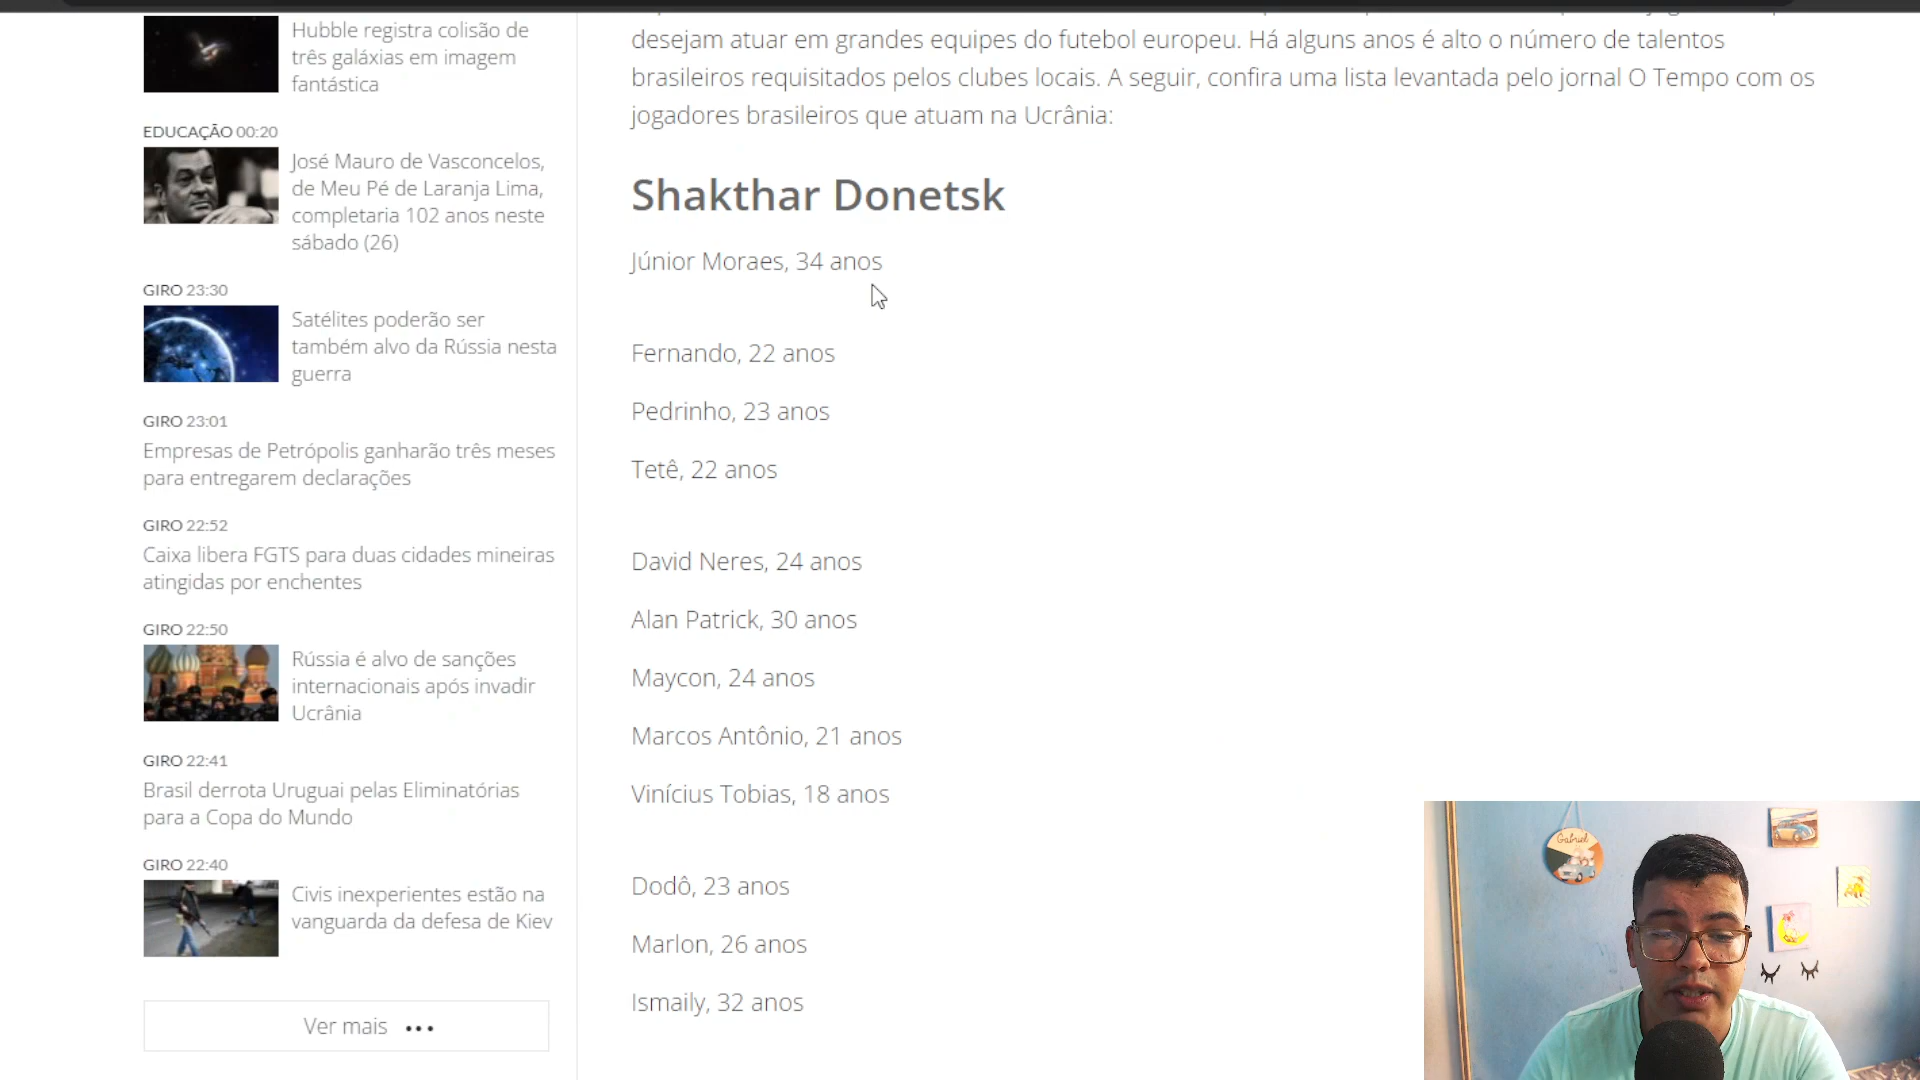 Hubble registra colisão de
três galáxias em imagem
fantástica
EDUCAÇÃO 00:20
José Mauro de Vasconcelos,
de Meu Pé de Laranja Lima,
completaria 102 anos neste
sábado (26)
GIRO 23:30
Satélites poderão ser
também alvo da Rússia nesta
guerra
GIRO 23:01
Empresas de Petrópolis ganharão três meses
para entregarem declarações
GIRO 22:52
Caixa libera FGTS para duas cidades mineiras
atingidas por enchentes
GIRO 22:50
Rússia é alvo de sanções
internacionais após invadir
Ucrânia
GIRO 22:41
Brasil derrota Uruguai pelas Eliminatórias
para a Copa do Mundo
GIRO 22:40
Civis inexperientes estão na
vanguarda da defesa de Kiev
Ver mais
desejam atuar em grandes equipes do futebol europeu. Há alguns anos é alto o número de talentos
brasileiros requisitados pelos clubes locais. A seguir, confira uma lista levantada pelo jornal O Tempo com os
jogadores brasileiros que atuam na Ucrânia:
Shakthar Donetsk
Júnior Moraes, 34 anos
Fernando, 22 anos
Pedrinho, 23 anos
Tetê, 22 anos
David Neres, 24 anos
Alan Patrick, 30 anos
Maycon, 24 anos
Marcos Antônio, 21 anos
Vinícius Tobias, 18 anos
Dodô, 23 anos
Marlon, 26 anos
Ismaily, 32 anos
Gabriel